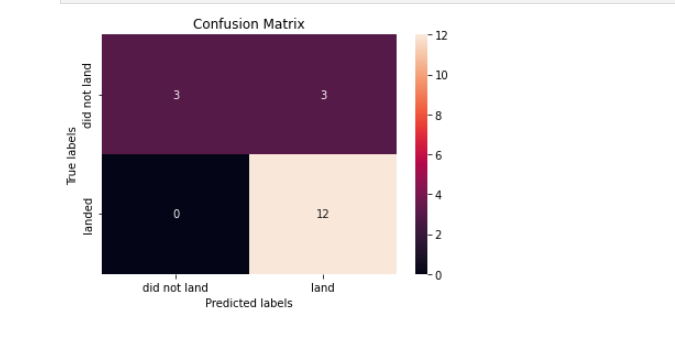 Confusion Matrix
True labels
did not land
3
3
landed
0
12
did not land
land
Predicted labels
12
10
8
6
4
2
0